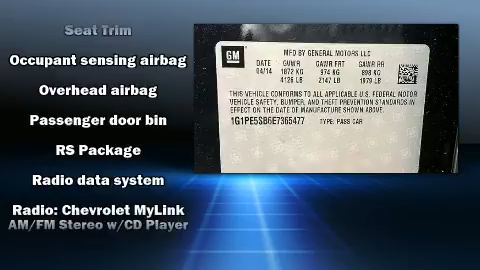 Seat Trim
Occupant sensing airbag
Overhead airbag
Passenger door bin
RS Package
Radio data system
Radio: Chevrolet MyLink
AM/FM Stereo w/CD Player
GM
MFD BY GENERAL MOTORS LLC
DATE GVWR GAWR FRT GAWR RR
04/14 1872 KG 974 KG 898 KG
4126 LB 2147 LB 1979 LB
THIS VEHICLE CONFORMS TO ALL APPLICABLE U.S. FEDERAL MOTOR
VEHICLE SAFETY, BUMPER, AND THEFT PREVENTION STANDARDS IN
EFFECT ON THE DATE OF MANUFACTURE SHOWN ABOVE.
1G1PE5SB6E7365477 TYPE: PASS CAR